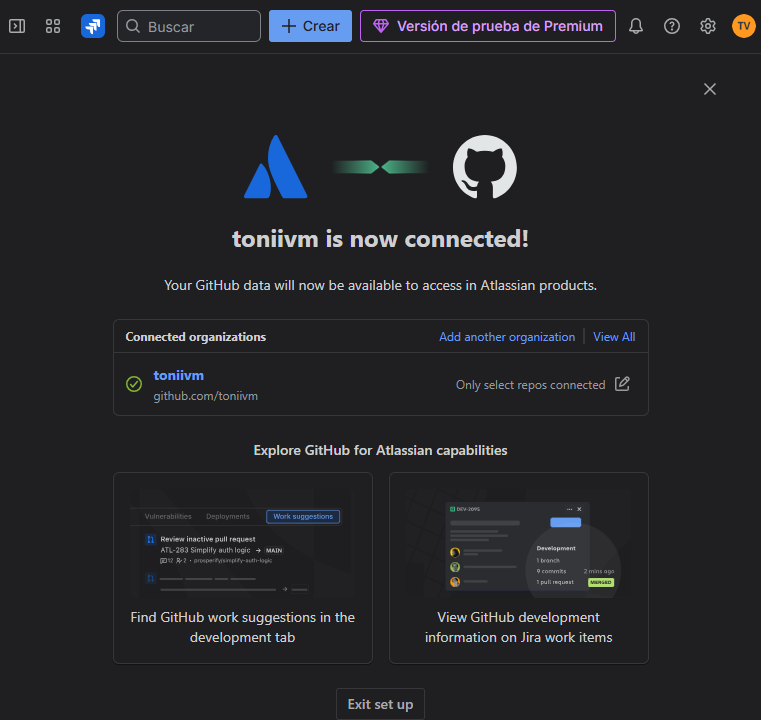 Buscar
Crear
Versión de prueba de Premium
TV
toniivm is now connected!
Your GitHub data will now be available to access in Atlassian products.
Connected organizations
Add another organization
View All
toniivm
github.com/toniivm
Only select repos connected
Explore GitHub for Atlassian capabilities
Vulnerabilities Deployments Work suggestions
Review inactive pull request
ATL-283 Simplify auth logic → MAIN
12 2 • prosperify/simplify-auth-logic
Find GitHub work suggestions in the
development tab
DEV-2095
Development
1 branch
9 commits 2 mins ago
1 pull request MERGED
View GitHub development
information on Jira work items
Exit set up